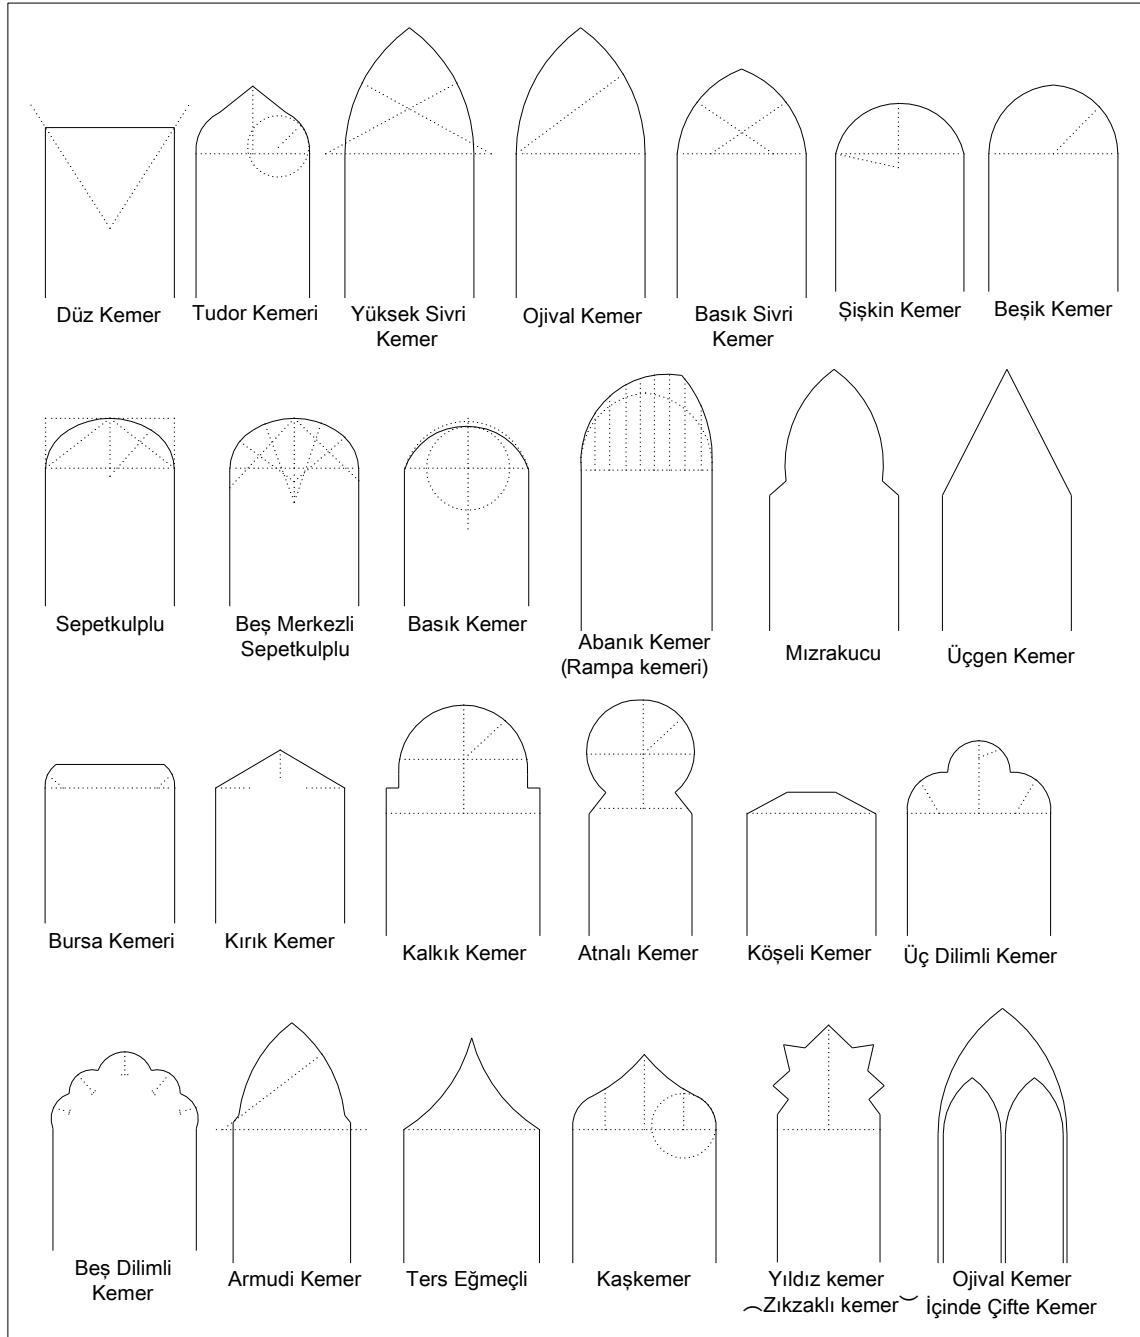 Düz Kemer
Tudor Kemeri
Yüksek Sivri
Kemer
Ojival Kemer
Basık Sivri
Kemer
Şişkin Kemer
Beşik Kemer
Sepetkulplu
Beş Merkezli
Sepetkulplu
Basık Kemer
Abanık Kemer
(Rampa kemeri)
Mızrakucu
Üçgen Kemer
Bursa Kemeri
Kırık Kemer
Kalkık Kemer
Atnalı Kemer
Köşeli Kemer
Üç Dilimli Kemer
Beş Dilimli
Kemer
Armudi Kemer
Ters Eğmeçli
Kaşkemer
Yıldız kemer
(Zıkzaklı kemer)
Ojival Kemer
İçinde Çifte Kemer